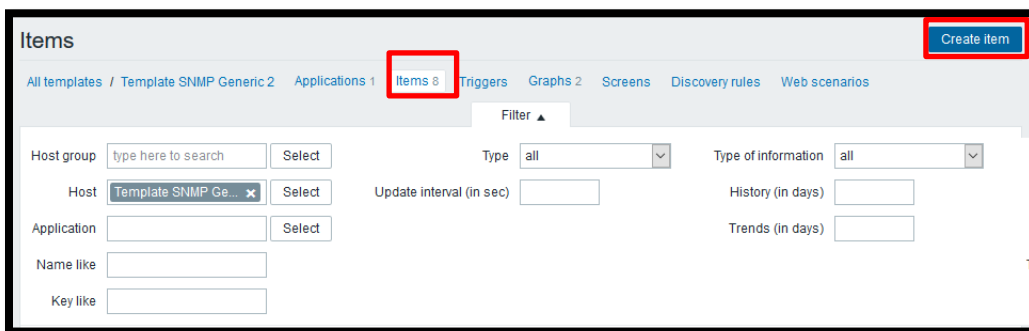 Items
Create item
All templates / Template SNMP Generic 2 Applications 1 Items 8 Triggers Graphs 2 Screens Discovery rules Web scenarios
Filter ▲
Host group type here to search Select Type all Type of information all
Host Template SNMP Ge... × Select Update interval (in sec) History (in days)
Application Select Trends (in days)
Name like
Key like